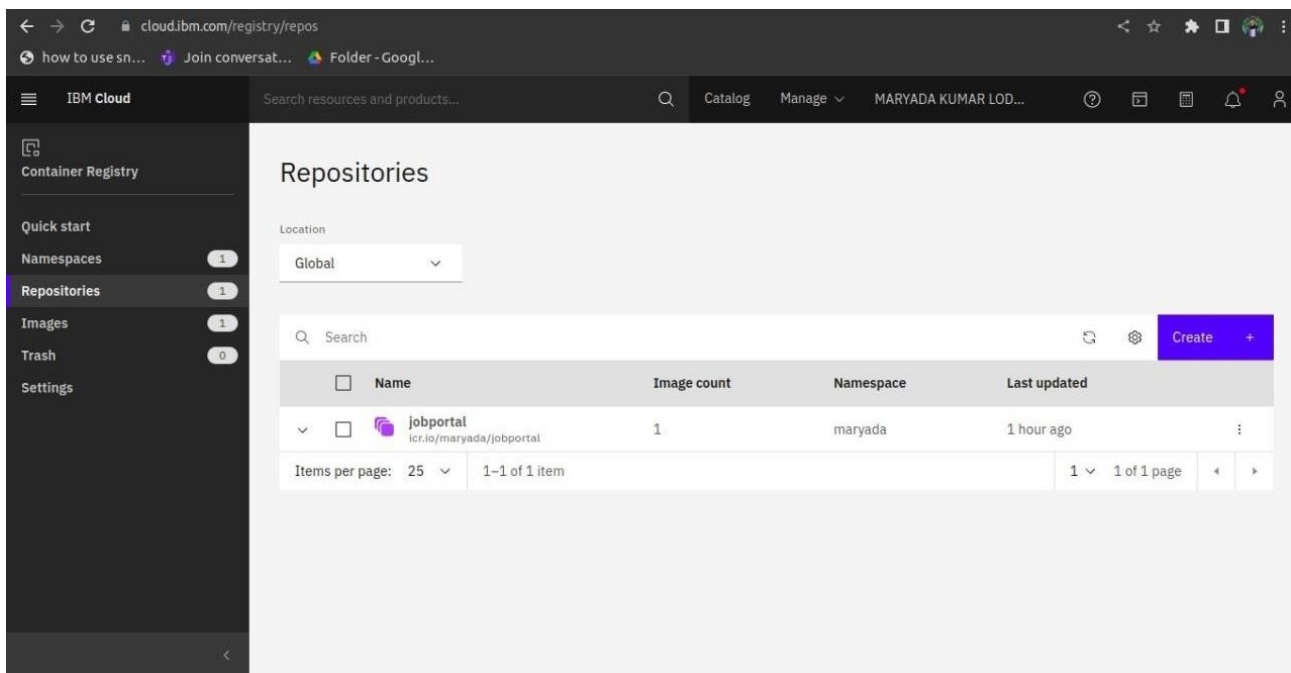 cloud.ibm.com/registry/repos
how to use sn... Join conversat... Folder - Googl...
IBM Cloud Search resources and products... Catalog Manage MARYADA KUMAR LOD...
Container Registry
Quick start
Namespaces 1
Repositories 1
Images 1
Trash 0
Settings
Repositories
Location
Global
Search Create +
Name Image count Namespace Last updated
jobportal 1 maryada 1 hour ago
icr.io/maryada/jobportal
Items per page: 25 1–1 of 1 item 1 1 of 1 page